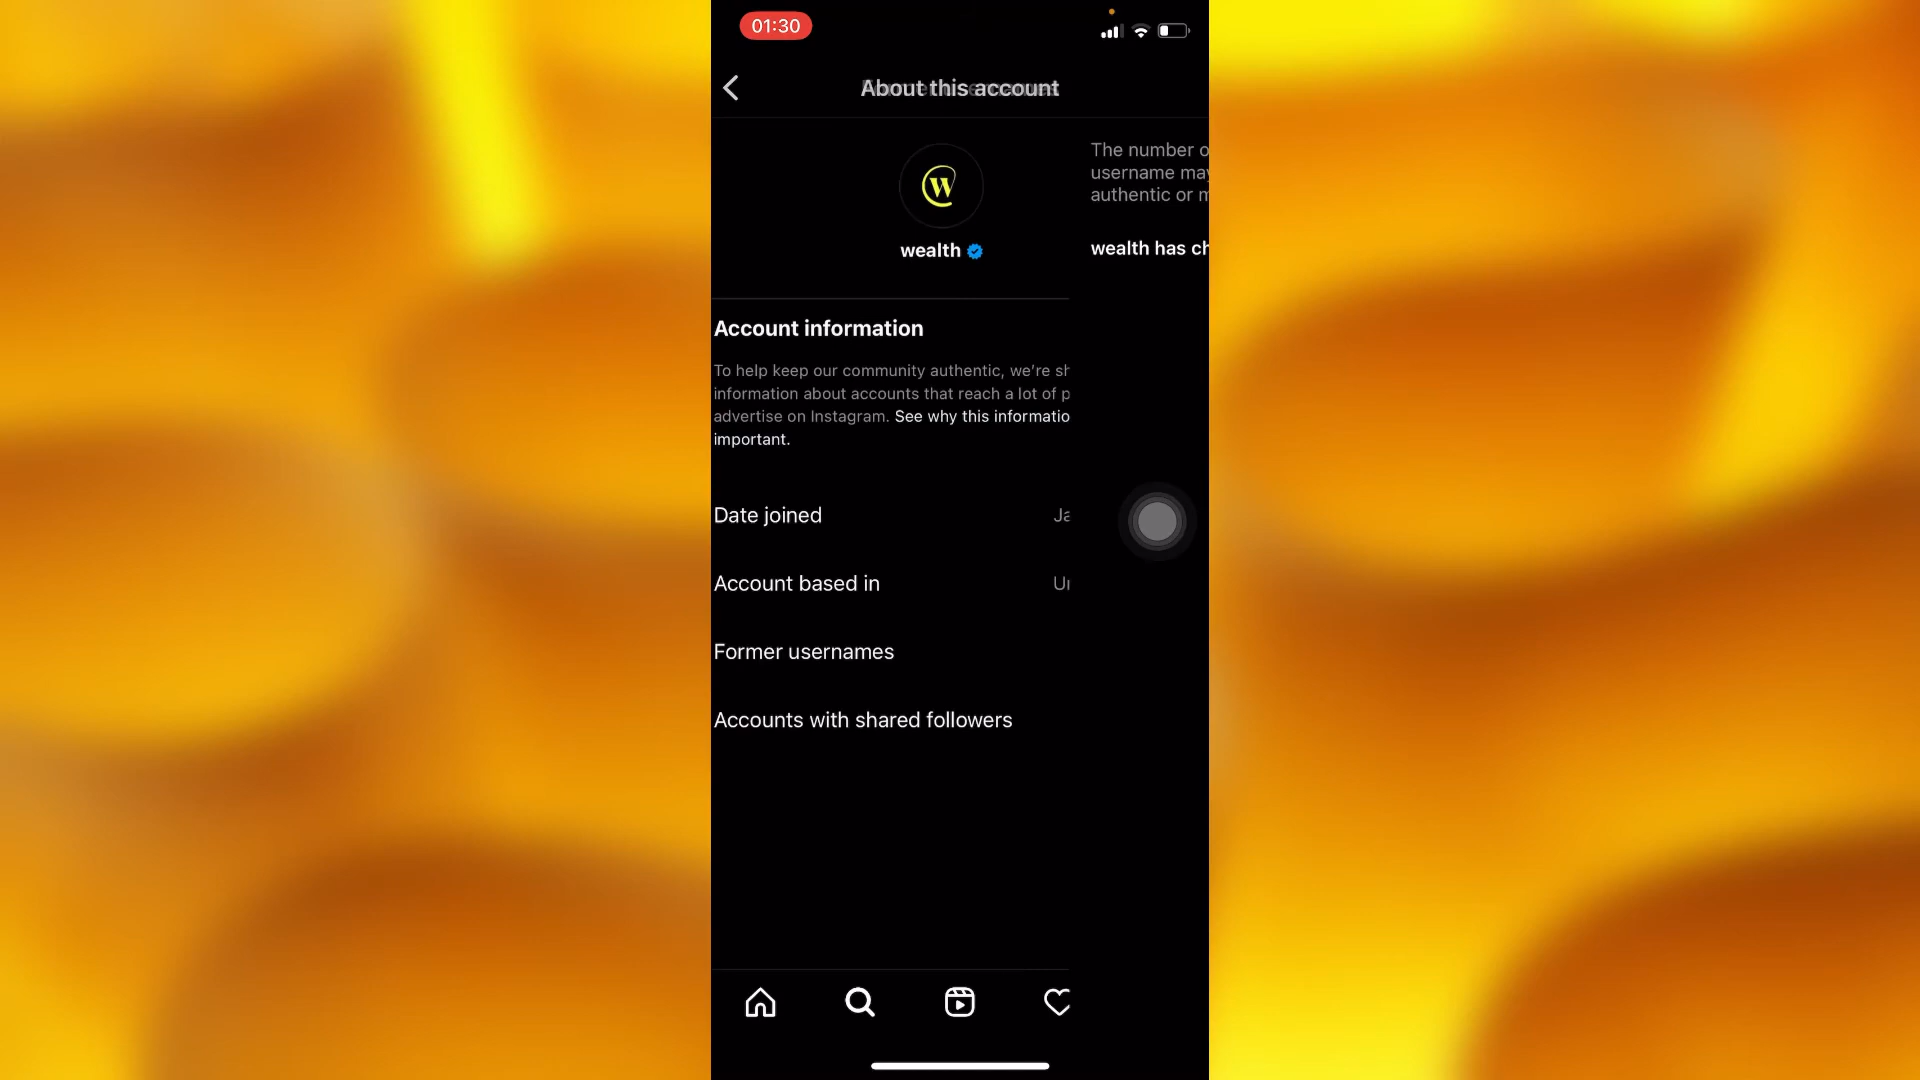 01:30
About this account
The number o
username may
authentic or m
W
wealth
wealth has ch
Account information
To help keep our community authentic, we're sh
information about accounts that reach a lot of p
advertise on Instagram. See why this informatio
important.
Date joined Ja
Account based in Un
Former usernames
Accounts with shared followers